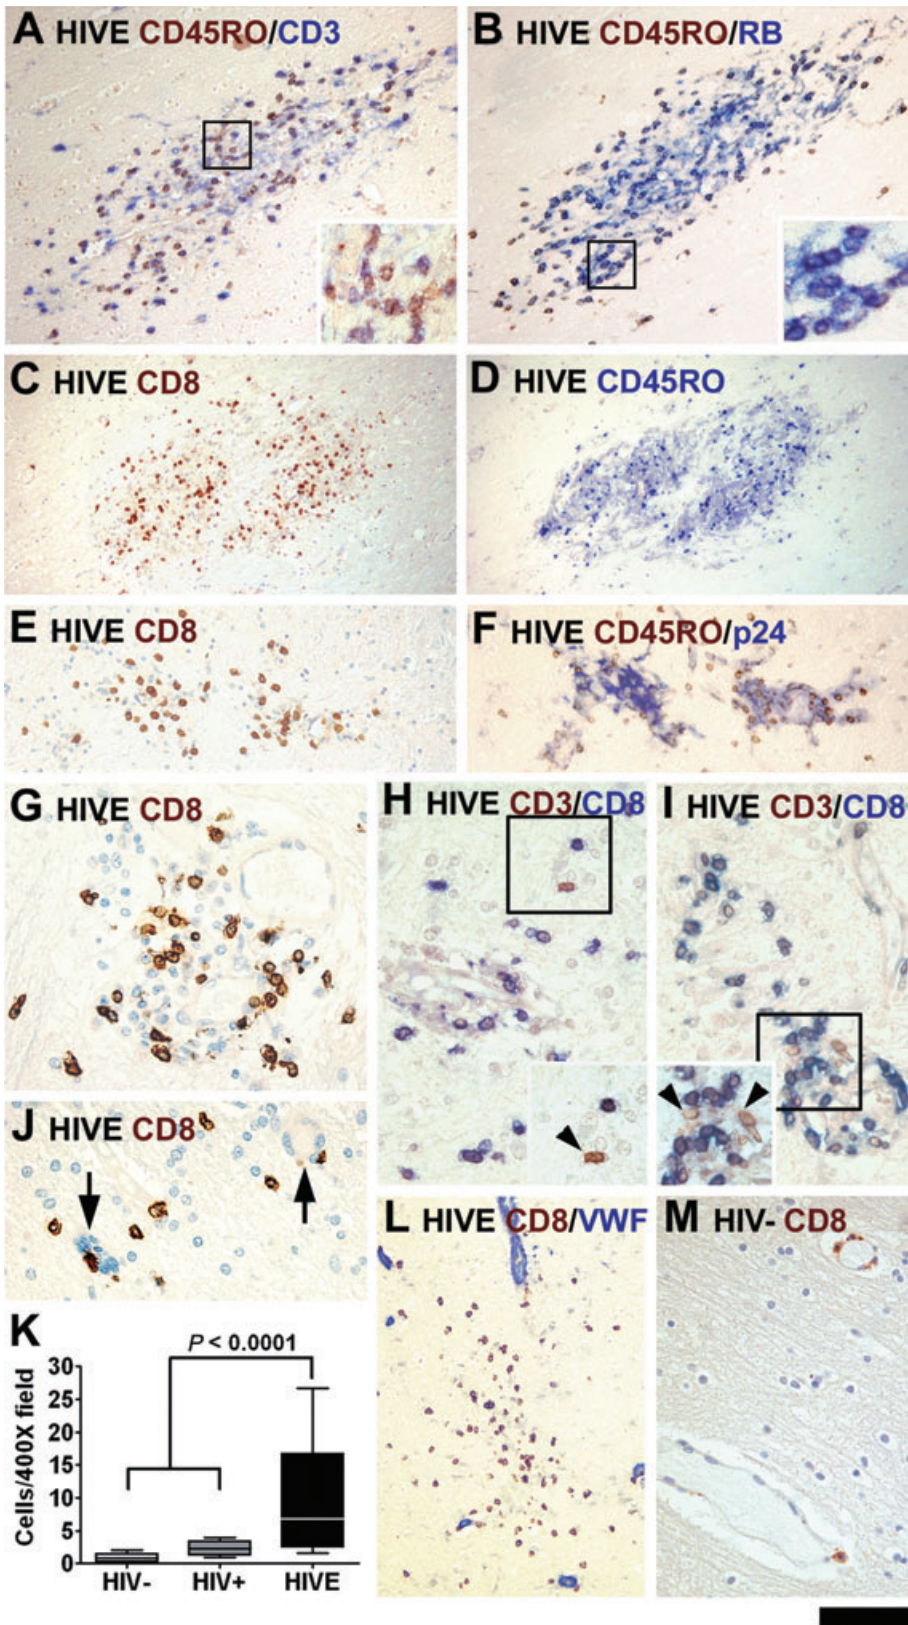 A HIVE CD45RO/CD3
B HIVE CD45RO/RB
C HIVE CD8
D HIVE CD45RO
E HIVE CD8
F HIVE CD45RO/p24
G HIVE CD8
H HIVE CD3/CD8
I HIVE CD3/CD8
J HIVE CD8
K
P < 0.0001
Cells/400X field
30
25
20
15
10
5
0
HIV- HIV+ HIVE
L HIVE CD8/VWF
M HIV- CD8